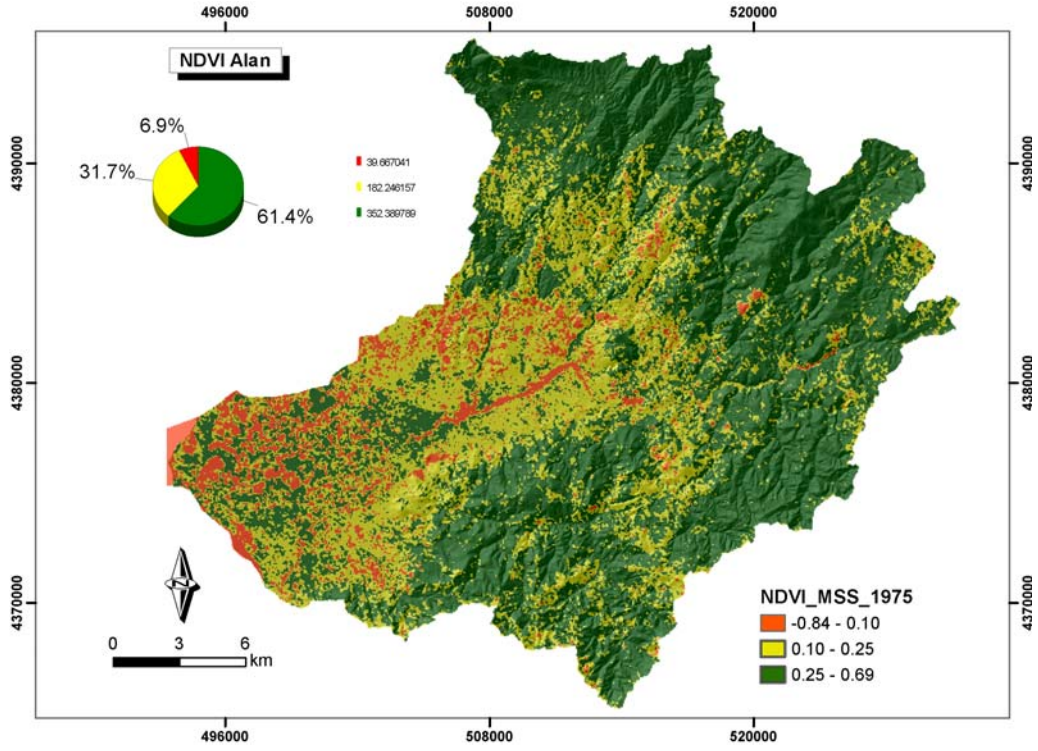 496000
508000
520000
NDVI Alan
6.9%
31.7%
61.4%
39.667041
182.246157
352.389789
4390000
4390000
4380000
4380000
4370000
4370000
Z
0 3 6
km
NDVI_MSS_1975
-0.84 - 0.10
0.10 - 0.25
0.25 - 0.69
496000
508000
520000